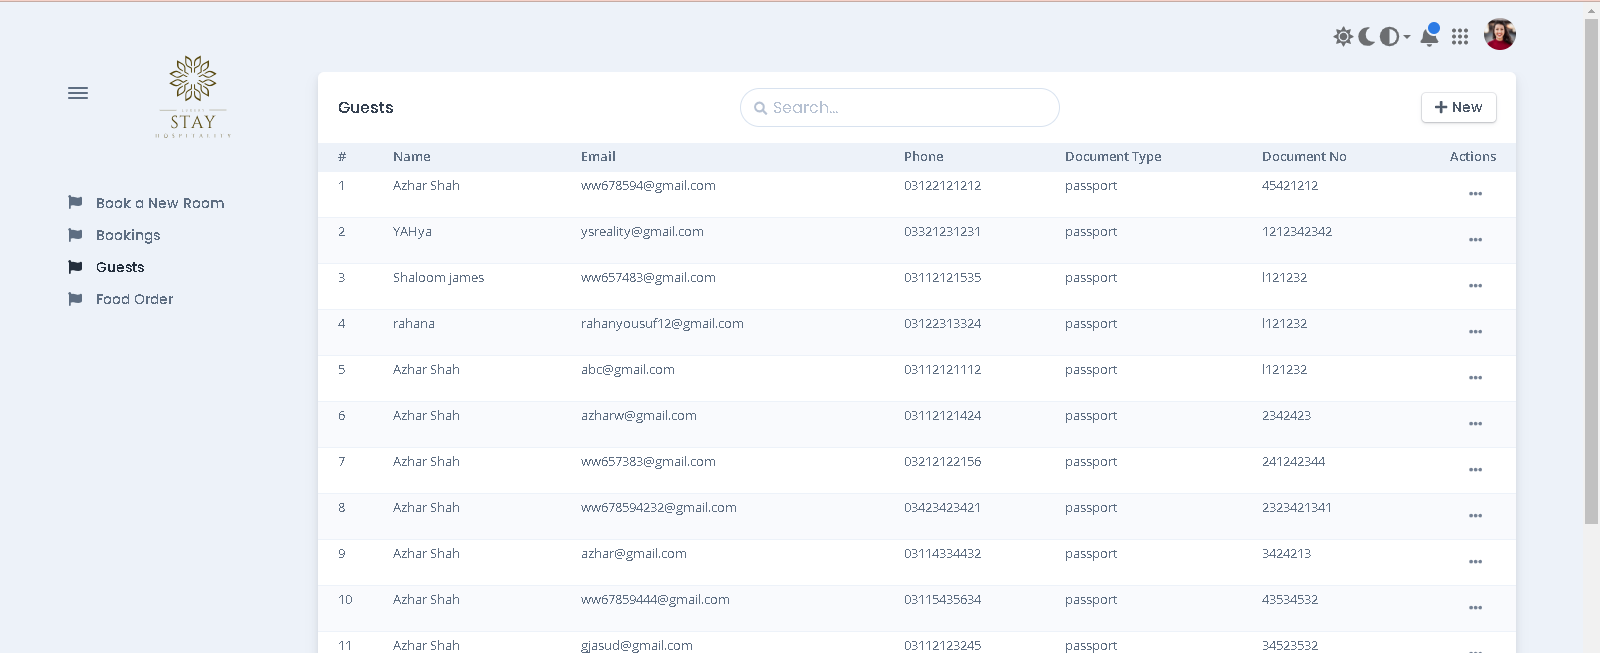 LUXURY
STAY
HOSPITALITY
Book a New Room
Bookings
Guests
Food Order
Guests
Search...
New
# Name Email Phone Document Type Document No Actions
1 Azhar Shah ww678594@gmail.com 03122121212 passport 45421212
2 YAHya ysreality@gmail.com 03321231231 passport 1212342342
3 Shaloom james ww657483@gmail.com 03112121535 passport l121232
4 rahana rahanyousuf12@gmail.com 03122313324 passport l121232
5 Azhar Shah abc@gmail.com 03112121112 passport l121232
6 Azhar Shah azharw@gmail.com 03112121424 passport 2342423
7 Azhar Shah ww657383@gmail.com 03212122156 passport 241242344
8 Azhar Shah ww678594232@gmail.com 03423423421 passport 2323421341
9 Azhar Shah azhar@gmail.com 03114334432 passport 3424213
10 Azhar Shah ww67859444@gmail.com 03115435634 passport 43534532
11 Azhar Shah gjasud@gmail.com 03112123245 passport 34523532